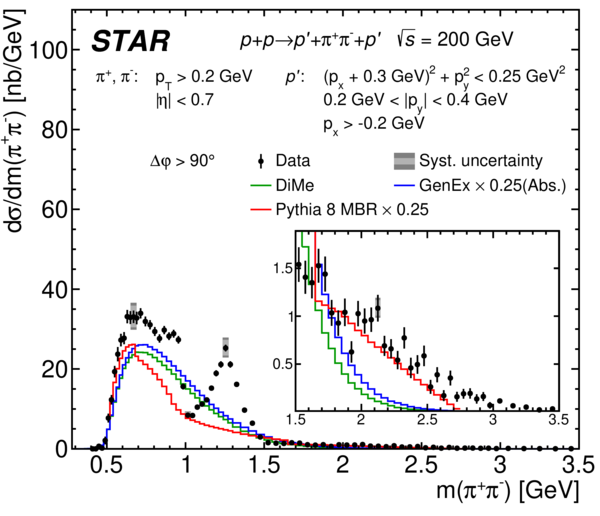 STAR p+p→p′+π⁺π⁻+p′ √s = 200 GeV
π⁺, π⁻: p_T > 0.2 GeV p′: (p_x + 0.3 GeV)² + p_y² < 0.25 GeV²
|η| < 0.7 0.2 GeV < |p_y| < 0.4 GeV
p_x > -0.2 GeV
Δφ > 90° Data Syst. uncertainty
DiMe GenEx × 0.25(Abs.)
Pythia 8 MBR × 0.25
dσ/dm(π⁺π⁻) [nb/GeV]
100
80
60
40
20
0
1.5
1
0.5
1.5 2 2.5 3 3.5
0.5 1 1.5 2 2.5 3 3.5
m(π⁺π⁻) [GeV]